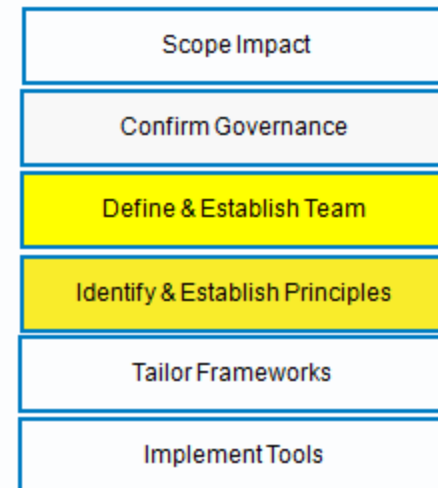 Scope Impact
Confirm Governance
Define & Establish Team
Identify & Establish Principles
Tailor Frameworks
Implement Tools